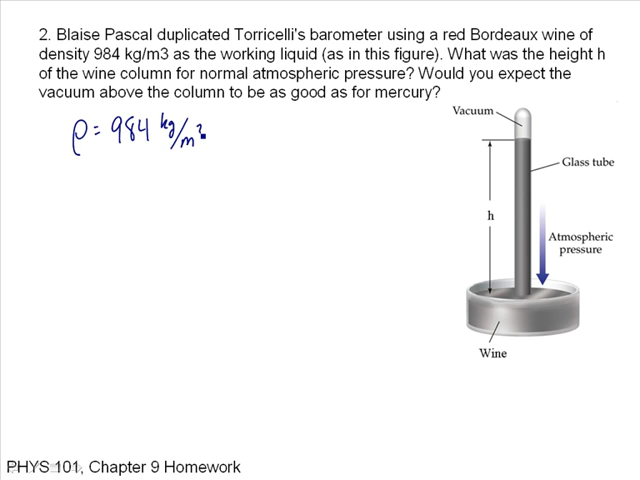 2. Blaise Pascal duplicated Torricelli's barometer using a red Bordeaux wine of
density 984 kg/m3 as the working liquid (as in this figure). What was the height h
of the wine column for normal atmospheric pressure? Would you expect the
vacuum above the column to be as good as for mercury?
ρ = 984 kg/m³
Vacuum
Glass tube
h
Atmospheric
pressure
Wine
PHYS 101, Chapter 9 Homework